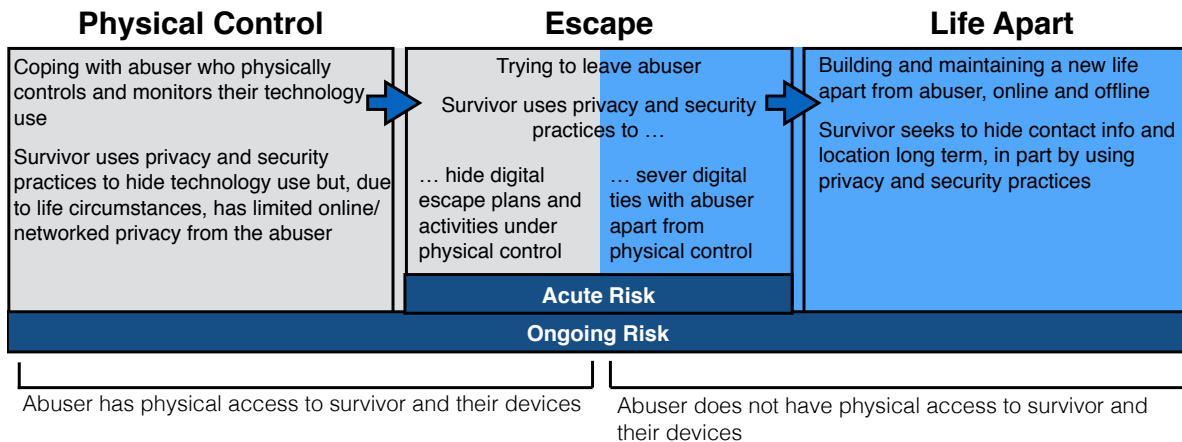 Physical Control
Escape
Life Apart
Coping with abuser who physically
controls and monitors their technology
use
Survivor uses privacy and security
practices to hide technology use but, due
to life circumstances, has limited online/
networked privacy from the abuser
Trying to leave abuser
Survivor uses privacy and security
practices to …
… hide digital
escape plans and
activities under
physical control
… sever digital
ties with abuser
apart from
physical control
Building and maintaining a new life
apart from abuser, online and offline
Survivor seeks to hide contact info and
location long term, in part by using
privacy and security practices
Acute Risk
Ongoing Risk
Abuser has physical access to survivor and their devices
Abuser does not have physical access to survivor and
their devices